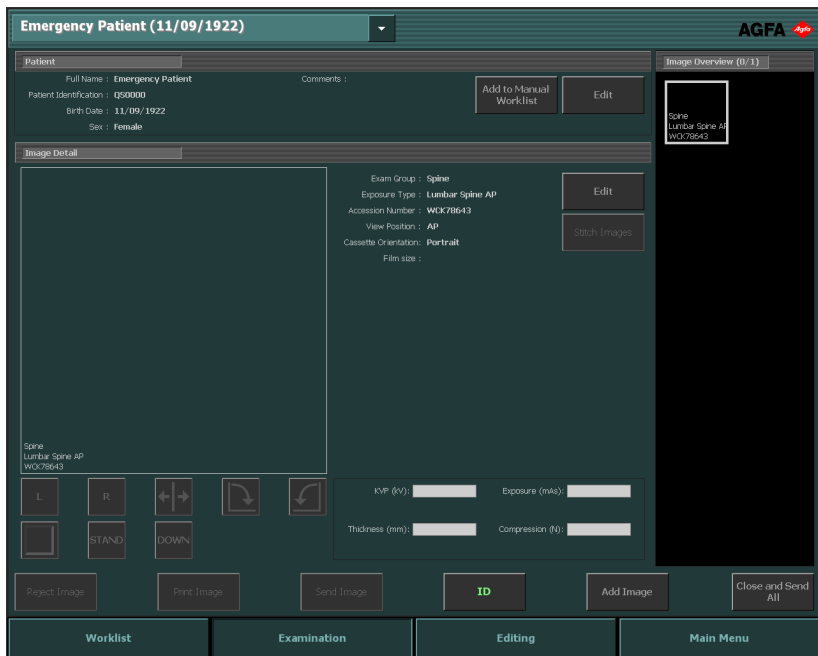 Emergency Patient (11/09/1922)
AGFA Agfa
Patient
Full Name : Emergency Patient
Comments :
Patient Identification : QS0000
Birth Date : 11/09/1922
Sex : Female
Add to Manual
Worklist
Edit
Image Overview (0/1)
Spine
Lumbar Spine AP
WCK78643
Image Detail
Exam Group : Spine
Exposure Type : Lumbar Spine AP
Accession Number : WCK78643
View Position : AP
Cassette Orientation: Portrait
Film size :
Edit
Stitch Images
Spine
Lumbar Spine AP
WCK78643
L
R
STAND
DOWN
KVP (kV):
Exposure (mAs):
Thickness (mm):
Compression (N):
Reject Image
Print Image
Send Image
ID
Add Image
Close and Send
All
Worklist
Examination
Editing
Main Menu